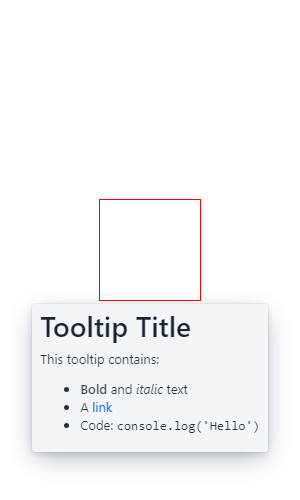 Tooltip Title
This tooltip contains:
Bold and italic text
A link
Code: console.log('Hello')